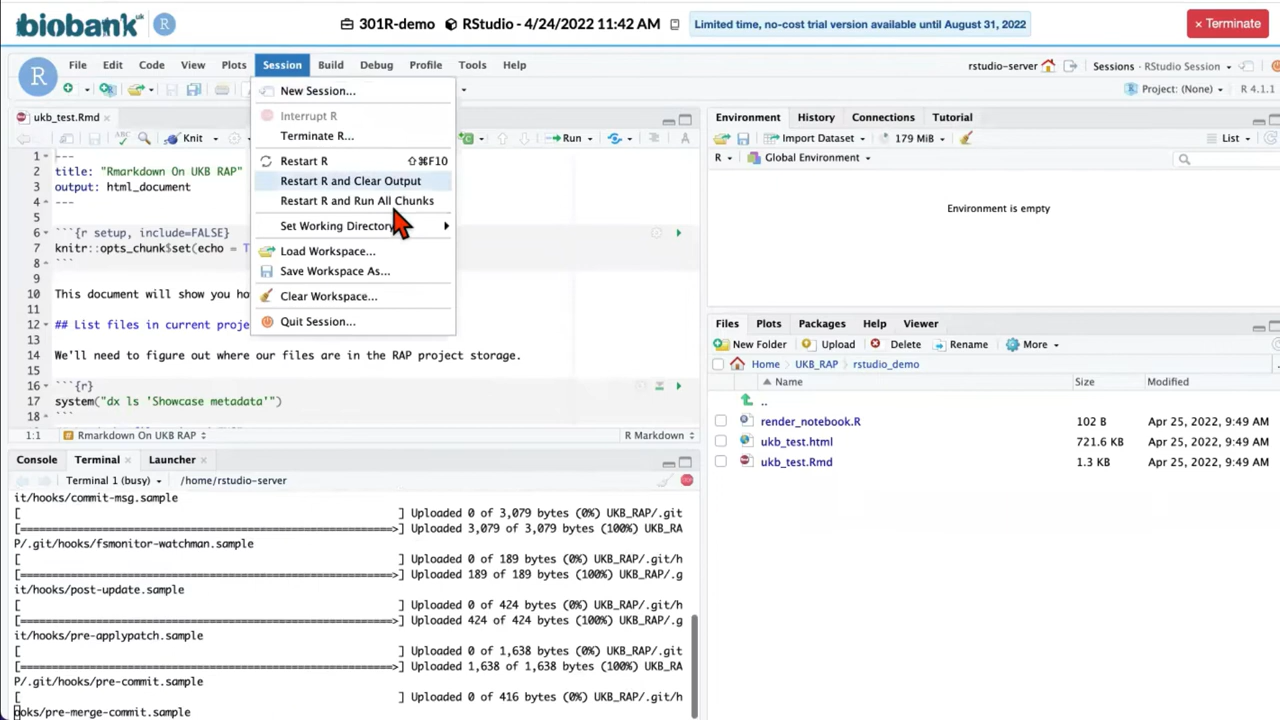 biobank uk R 301R-demo RStudio - 4/24/2022 11:42 AM Limited time, no-cost trial version available until August 31, 2022 × Terminate
R File Edit Code View Plots Session Build Debug Profile Tools Help rstudio-server Sessions · RStudio Session
Project: (None) R 4.1.1
New Session...
Interrupt R
Terminate R...
Restart R ⇧⌘F10
Restart R and Clear Output
Restart R and Run All Chunks
Set Working Directory
Load Workspace...
Save Workspace As...
Clear Workspace...
Quit Session...
ukb_test.Rmd ×
ABC Knit Run
1 ---
2 title: "Rmarkdown On UKB RAP"
3 output: html_document
4 ---
5
6 ```{r setup, include=FALSE}
7 knitr::opts_chunk$set(echo = T
8 ```
9
10 This document will show you ho
11
12 ## List files in current proje
13
14 We'll need to figure out where our files are in the RAP project storage.
15
16 ```{r}
17 system("dx ls 'Showcase metadata'")
18 ```
1:1 Rmarkdown On UKB RAP R Markdown
Console Terminal × Launcher ×
Terminal 1 (busy) /home/rstudio-server
it/hooks/commit-msg.sample
[ ] Uploaded 0 of 3,079 bytes (0%) UKB_RAP/.git
[===========================================================>] Uploaded 3,079 of 3,079 bytes (100%) UKB_RA
P/.git/hooks/fsmonitor-watchman.sample
[ ] Uploaded 0 of 189 bytes (0%) UKB_RAP/.git/h
[===========================================================>] Uploaded 189 of 189 bytes (100%) UKB_RAP/.g
it/hooks/post-update.sample
[ ] Uploaded 0 of 424 bytes (0%) UKB_RAP/.git/h
[===========================================================>] Uploaded 424 of 424 bytes (100%) UKB_RAP/.g
it/hooks/pre-applypatch.sample
[ ] Uploaded 0 of 1,638 bytes (0%) UKB_RAP/.git
[===========================================================>] Uploaded 1,638 of 1,638 bytes (100%) UKB_RA
P/.git/hooks/pre-commit.sample
[ ] Uploaded 0 of 416 bytes (0%) UKB_RAP/.git/h
ooks/pre-merge-commit.sample
Environment History Connections Tutorial
Import Dataset 179 MiB List
R Global Environment
Environment is empty
Files Plots Packages Help Viewer
New Folder Upload Delete Rename More
Home UKB_RAP rstudio_demo
Name Size Modified
..
render_notebook.R 102 B Apr 25, 2022, 9:49 AM
ukb_test.html 721.6 KB Apr 25, 2022, 9:49 AM
ukb_test.Rmd 1.3 KB Apr 25, 2022, 9:49 AM